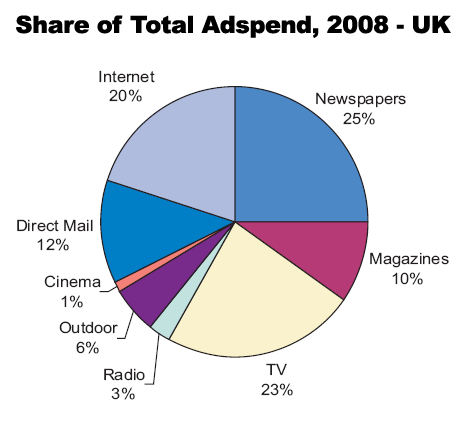 Share of Total Adspend, 2008 - UK
Internet
20%
Newspapers
25%
Direct Mail
12%
Magazines
10%
Cinema
1%
Outdoor
6%
Radio
3%
TV
23%